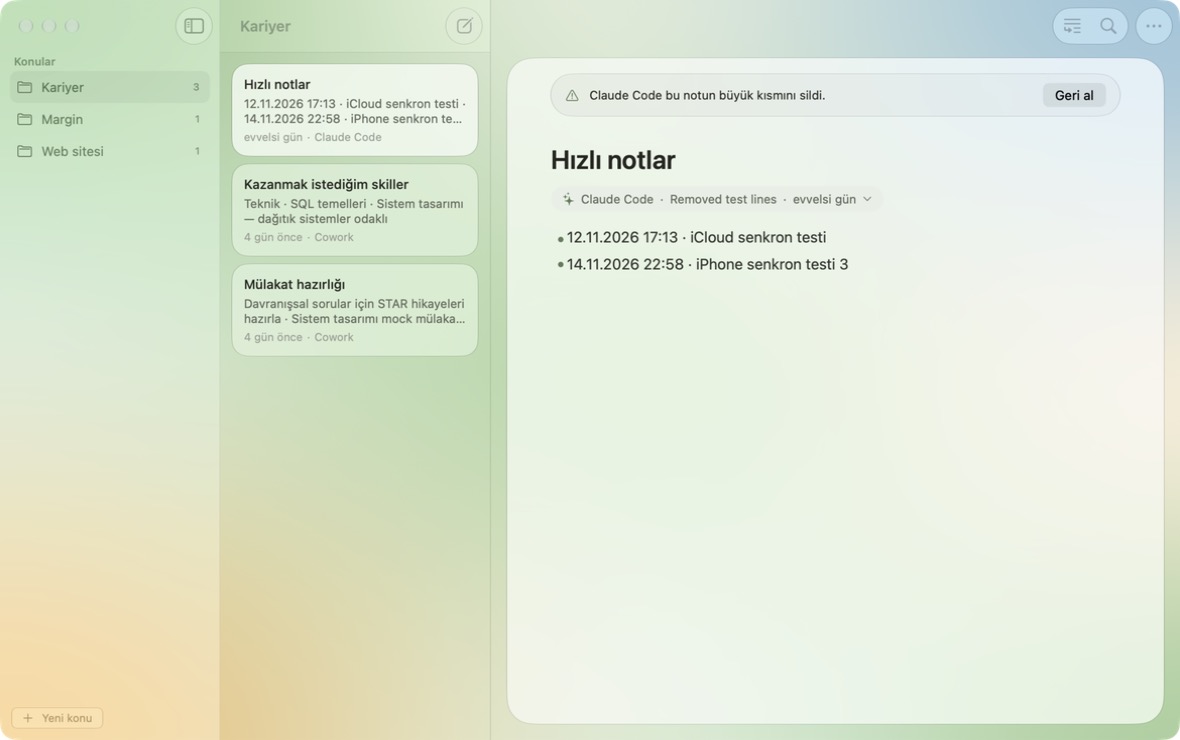 Kariyer
Konular
Kariyer 3
Margin 1
Web sitesi 1
Yeni konu
Hızlı notlar
12.11.2026 17:13 · iCloud senkron testi ·
14.11.2026 22:58 · iPhone senkron te...
evvelsi gün · Claude Code
Kazanmak istediğim skiller
Teknik · SQL temelleri · Sistem tasarımı
— dağıtık sistemler odaklı
4 gün önce · Cowork
Mülakat hazırlığı
Davranışsal sorular için STAR hikayeleri
hazırla · Sistem tasarımı mock mülaka...
4 gün önce · Cowork
Claude Code bu notun büyük kısmını sildi. Geri al
Hızlı notlar
Claude Code · Removed test lines · evvelsi gün
12.11.2026 17:13 · iCloud senkron testi
14.11.2026 22:58 · iPhone senkron testi 3